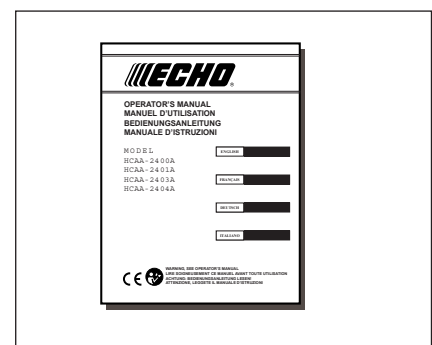 ECHO®
OPERATOR'S MANUAL
MANUEL D'UTILISATION
BEDIENUNGSANLEITUNG
MANUALE D'ISTRUZIONI
MODEL
HCAA-2400A
HCAA-2401A
HCAA-2403A
HCAA-2404A
ENGLISH
FRANÇAIS
DEUTSCH
ITALIANO
CE
WARNING, SEE OPERATOR'S MANUAL
LIRE SOIGNEUSEMENT CE MANUEL AVANT TOUTE UTILISATION
ACHTUNG: BEDIENUNGSANLEITUNG LESEN!
ATTENZIONE, LEGGETE IL MANUALE D'ISTRUZIONI